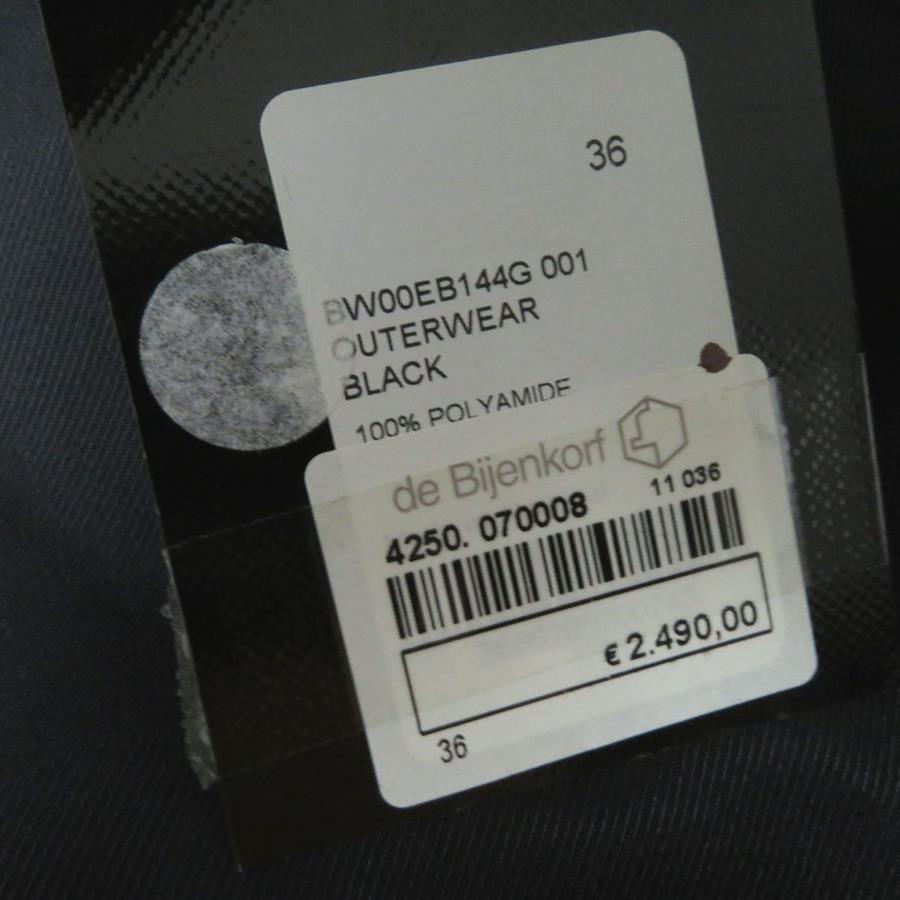 36
BW00EB144G 001
OUTERWEAR
BLACK
100% POLYAMIDE
de Bijenkorf
4250. 070008 11 036
€ 2.490,00
36